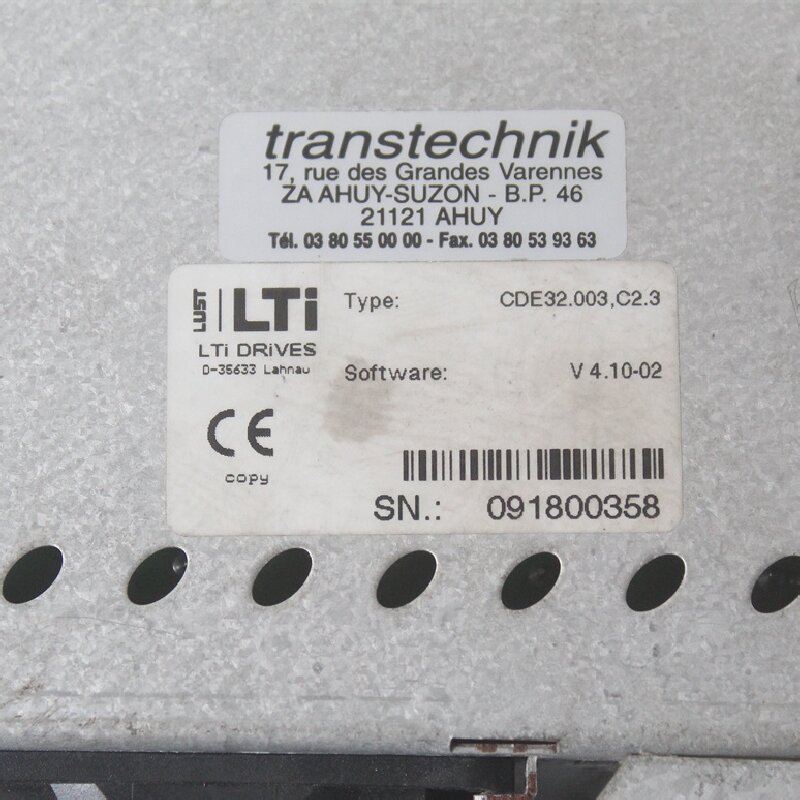 transtechnik
17, rue des Grandes Varennes
ZA AHUY-SUZON - B.P. 46
21121 AHUY
Tél. 03 80 55 00 00 - Fax. 03 80 53 93 63
LUST LTi
LTi DRiVES
D-35633 Lahnau
CE
copy
Type: CDE32.003,C2.3
Software: V 4.10-02
SN.: 091800358